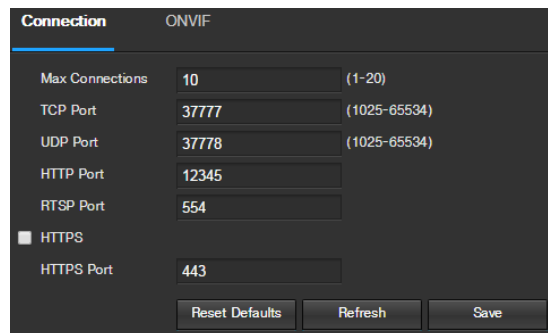 Connection ONVIF
Max Connections 10 (1-20)
TCP Port 37777 (1025-65534)
UDP Port 37778 (1025-65534)
HTTP Port 12345
RTSP Port 554
HTTPS
HTTPS Port 443
Reset Defaults Refresh Save